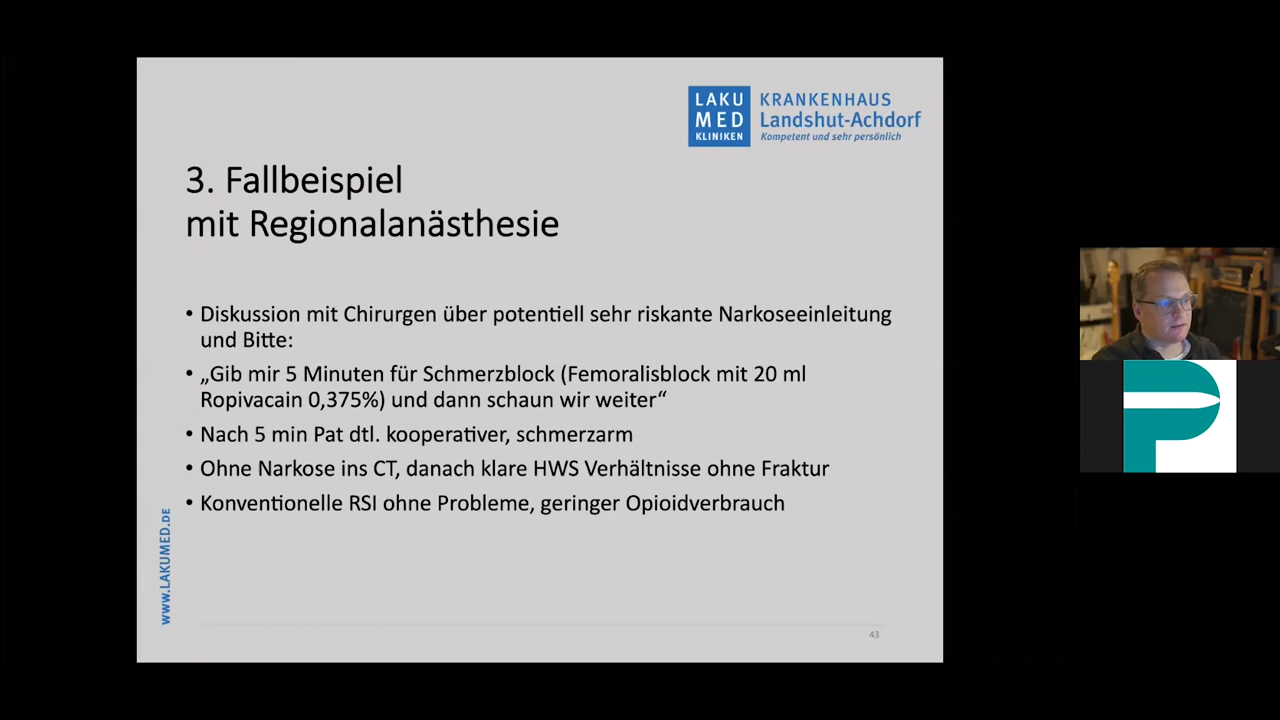 LAKU
MED
KLINIKEN
KRANKENHAUS
Landshut-Achdorf
Kompetent und sehr persönlich
3. Fallbeispiel
mit Regionalanästhesie
• Diskussion mit Chirurgen über potentiell sehr riskante Narkoseeinleitung
und Bitte:
• „Gib mir 5 Minuten für Schmerzblock (Femoralisblock mit 20 ml
Ropivacain 0,375%) und dann schaun wir weiter“
• Nach 5 min Pat dtl. kooperativer, schmerzarm
• Ohne Narkose ins CT, danach klare HWS Verhältnisse ohne Fraktur
• Konventionelle RSI ohne Probleme, geringer Opioidverbrauch
www.LAKUMED.DE
43